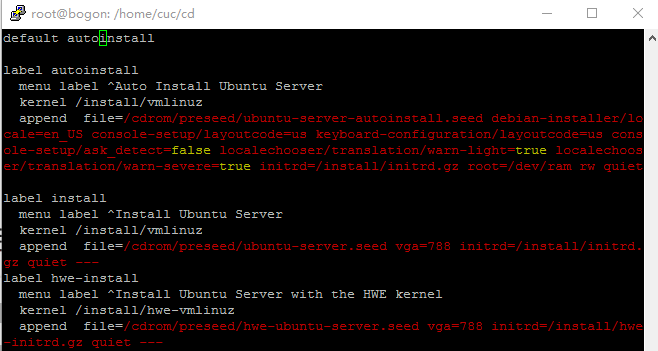 root@bogon: /home/cuc/cd
default autoinstall
label autoinstall
menu label ^Auto Install Ubuntu Server
kernel /install/vmlinuz
append  file=/cdrom/preseed/ubuntu-server-autoinstall.seed debian-installer/lo
cale=en_US console-setup/layoutcode=us keyboard-configuration/layoutcode=us cons
ole-setup/ask_detect=false localechooser/translation/warn-light=true localechoos
er/translation/warn-severe=true initrd=/install/initrd.gz root=/dev/ram rw quiet
label install
menu label ^Install Ubuntu Server
kernel /install/vmlinuz
append  file=/cdrom/preseed/ubuntu-server.seed vga=788 initrd=/install/initrd.
gz quiet ---
label hwe-install
menu label ^Install Ubuntu Server with the HWE kernel
kernel /install/hwe-vmlinuz
append  file=/cdrom/preseed/hwe-ubuntu-server.seed vga=788 initrd=/install/hwe
-initrd.gz quiet ---